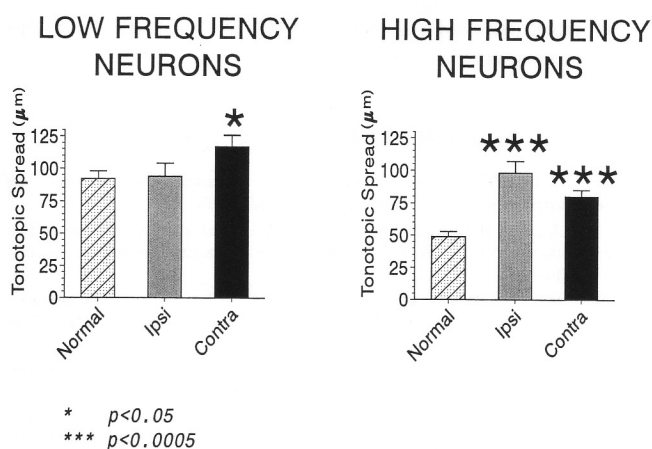 LOW FREQUENCY
NEURONS
Tonotopic Spread (µm)
125
100
75
50
25
0
*
Normal
Ipsi
Contra
HIGH FREQUENCY
NEURONS
Tonotopic Spread (µm)
125
100
75
50
25
0
***
***
Normal
Ipsi
Contra
* p<0.05
*** p<0.0005